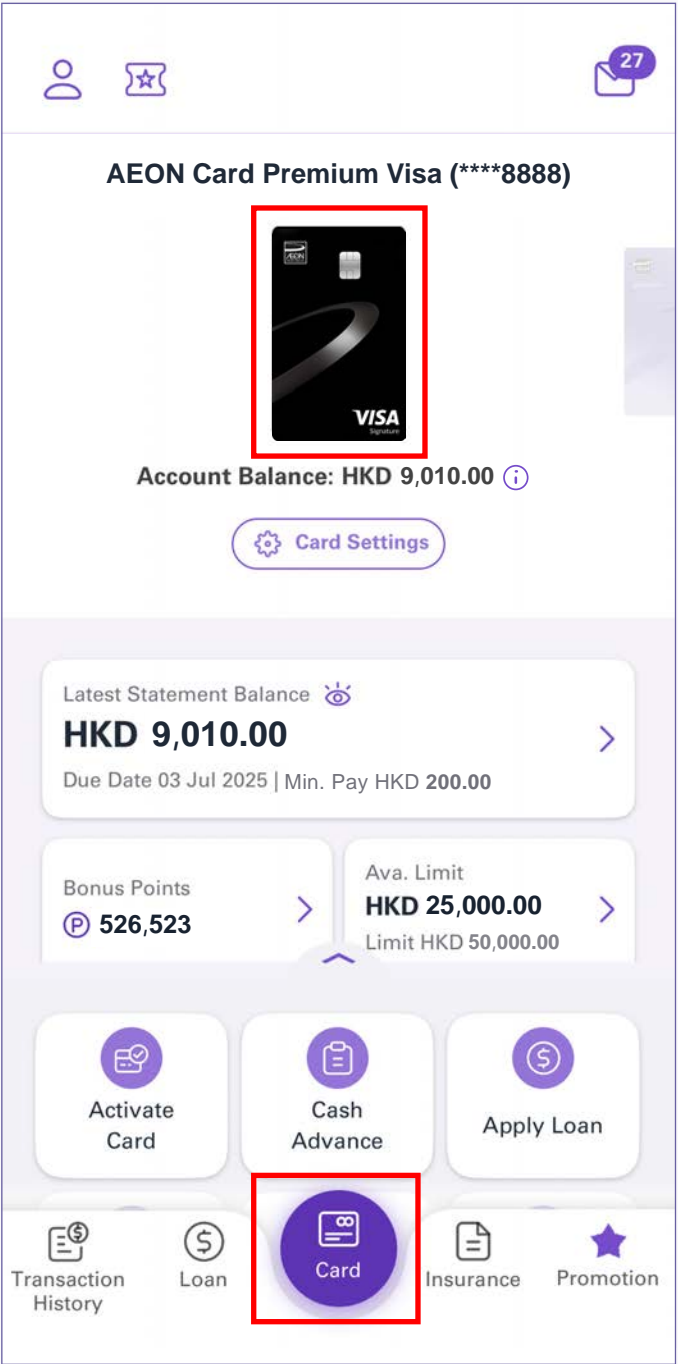 27
AEON Card Premium Visa (****8888)
AEON
VISA
Signature
Account Balance: HKD 9,010.00
Card Settings
Latest Statement Balance
HKD 9,010.00
Due Date 03 Jul 2025 | Min. Pay HKD 200.00
Bonus Points
P 526,523
Ava. Limit
HKD 25,000.00
Limit HKD 50,000.00
Activate
Card
Cash
Advance
Apply Loan
Transaction
History
Loan
Card
Insurance
Promotion